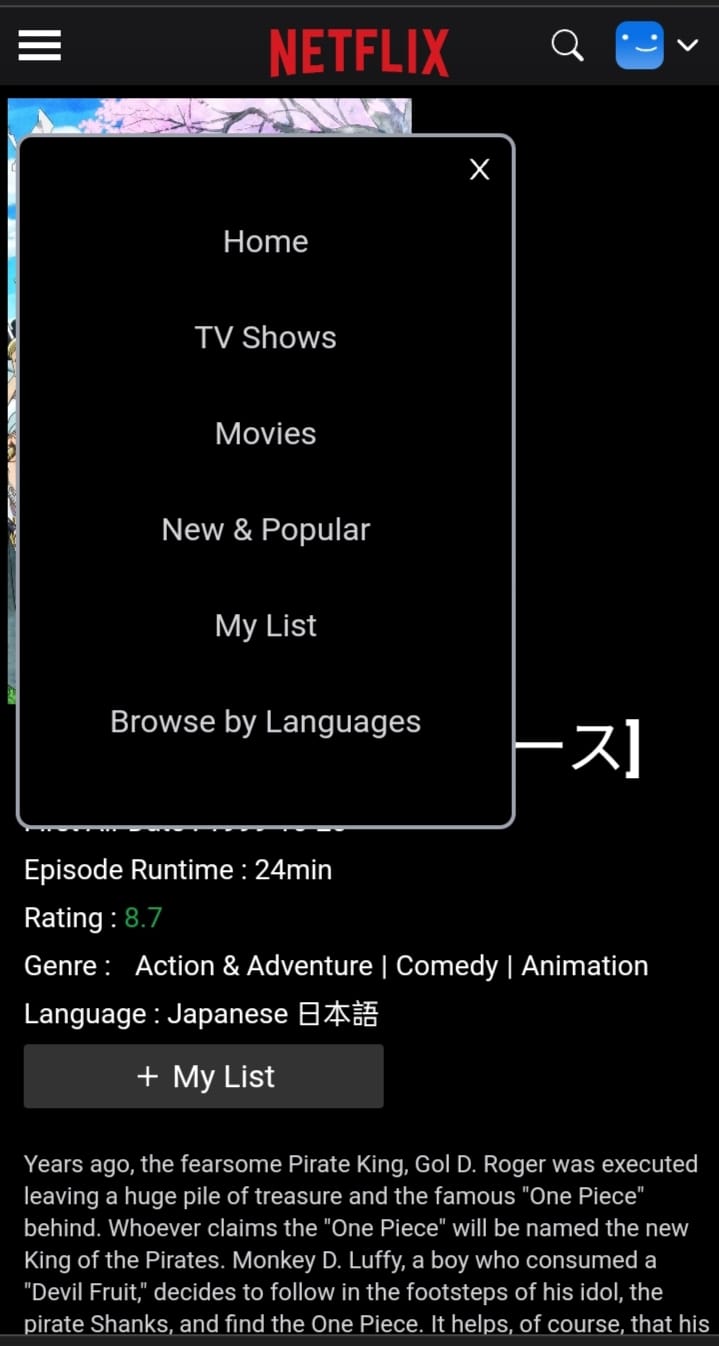 NETFLIX
X
Home
TV Shows
Movies
New & Popular
My List
Browse by Languages
ース]
Episode Runtime : 24min
Rating : 8.7
Genre : Action & Adventure | Comedy | Animation
Language : Japanese 日本語
+ My List
Years ago, the fearsome Pirate King, Gol D. Roger was executed
leaving a huge pile of treasure and the famous "One Piece"
behind. Whoever claims the "One Piece" will be named the new
King of the Pirates. Monkey D. Luffy, a boy who consumed a
"Devil Fruit," decides to follow in the footsteps of his idol, the
pirate Shanks, and find the One Piece. It helps, of course, that his